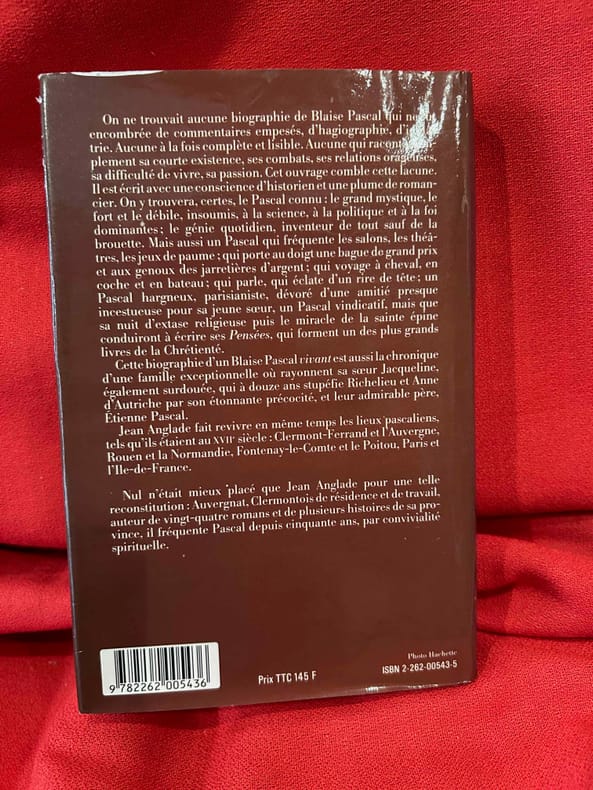 On ne trouvait aucune biographie de Blaise Pascal qui ne
encombrée de commentaires empesés, d'hagiographie,
trie. Aucune à la fois complète et lisible. Aucune qui
plement sa courte existence, ses combats, ses relations orageuses,
sa difficulté de vivre, sa passion. Cet ouvrage comble cette lacune.
Il est écrit avec une conscience d'historien et une plume de roman-
cier. On y trouvera, certes, le Pascal connu : le grand mystique, le
fort et le débile, insoumis, à la science, à la politique et à la foi
dominantes ; le génie quotidien, inventeur de tout sauf de la
brouette. Mais aussi un Pascal qui fréquente les salons, les théâ-
tres, les jeux de paume ; qui porte au doigt une bague de grand prix
et aux genoux des jarretières d'argent ; qui voyage à cheval, en
coche et en bateau ; qui parle, qui éclate d'un rire de tête ; un
Pascal hargneux, parisianiste, dévoré d'une amitié presque
incestueuse pour sa jeune sœur, un Pascal vindicatif, mais que
sa nuit d'extase religieuse puis le miracle de la sainte épine
conduiront à écrire ses Pensées, qui forment un des plus grands
livres de la Chrétienté.
Cette biographie d'un Blaise Pascal vivant est aussi la chronique
d'une famille exceptionnelle où rayonnent sa sœur Jacqueline,
également surdouée, qui à douze ans stupéfie Richelieu et Anne
d'Autriche par son étonnante précocité, et leur admirable père,
Étienne Pascal.
Jean Anglade fait revivre en même temps les lieux pascaliens,
tels qu'ils étaient au XVIIe siècle : Clermont-Ferrand et l'Auvergne,
Rouen et la Normandie, Fontenay-le-Comte et le Poitou, Paris et
l'Ile-de-France.
Nul n'était mieux placé que Jean Anglade pour une telle
reconstitution : Auvergnat, Clermontois de résidence et de travail,
auteur de vingt-quatre romans et de plusieurs histoires de sa pro-
vince, il fréquente Pascal depuis cinquante ans, par convivialité
spirituelle.
Photo Hachette
ISBN 2-262-00543-5
Prix TTC 145 F
9 782262 005436